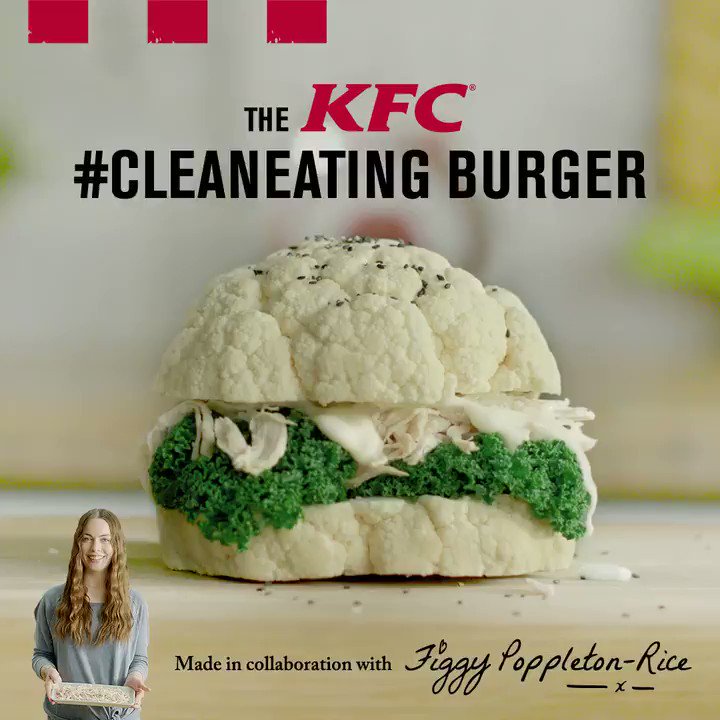 THE KFC®
#CLEANEATING BURGER
Made in collaboration with Figgy Poppleton-Rice
x